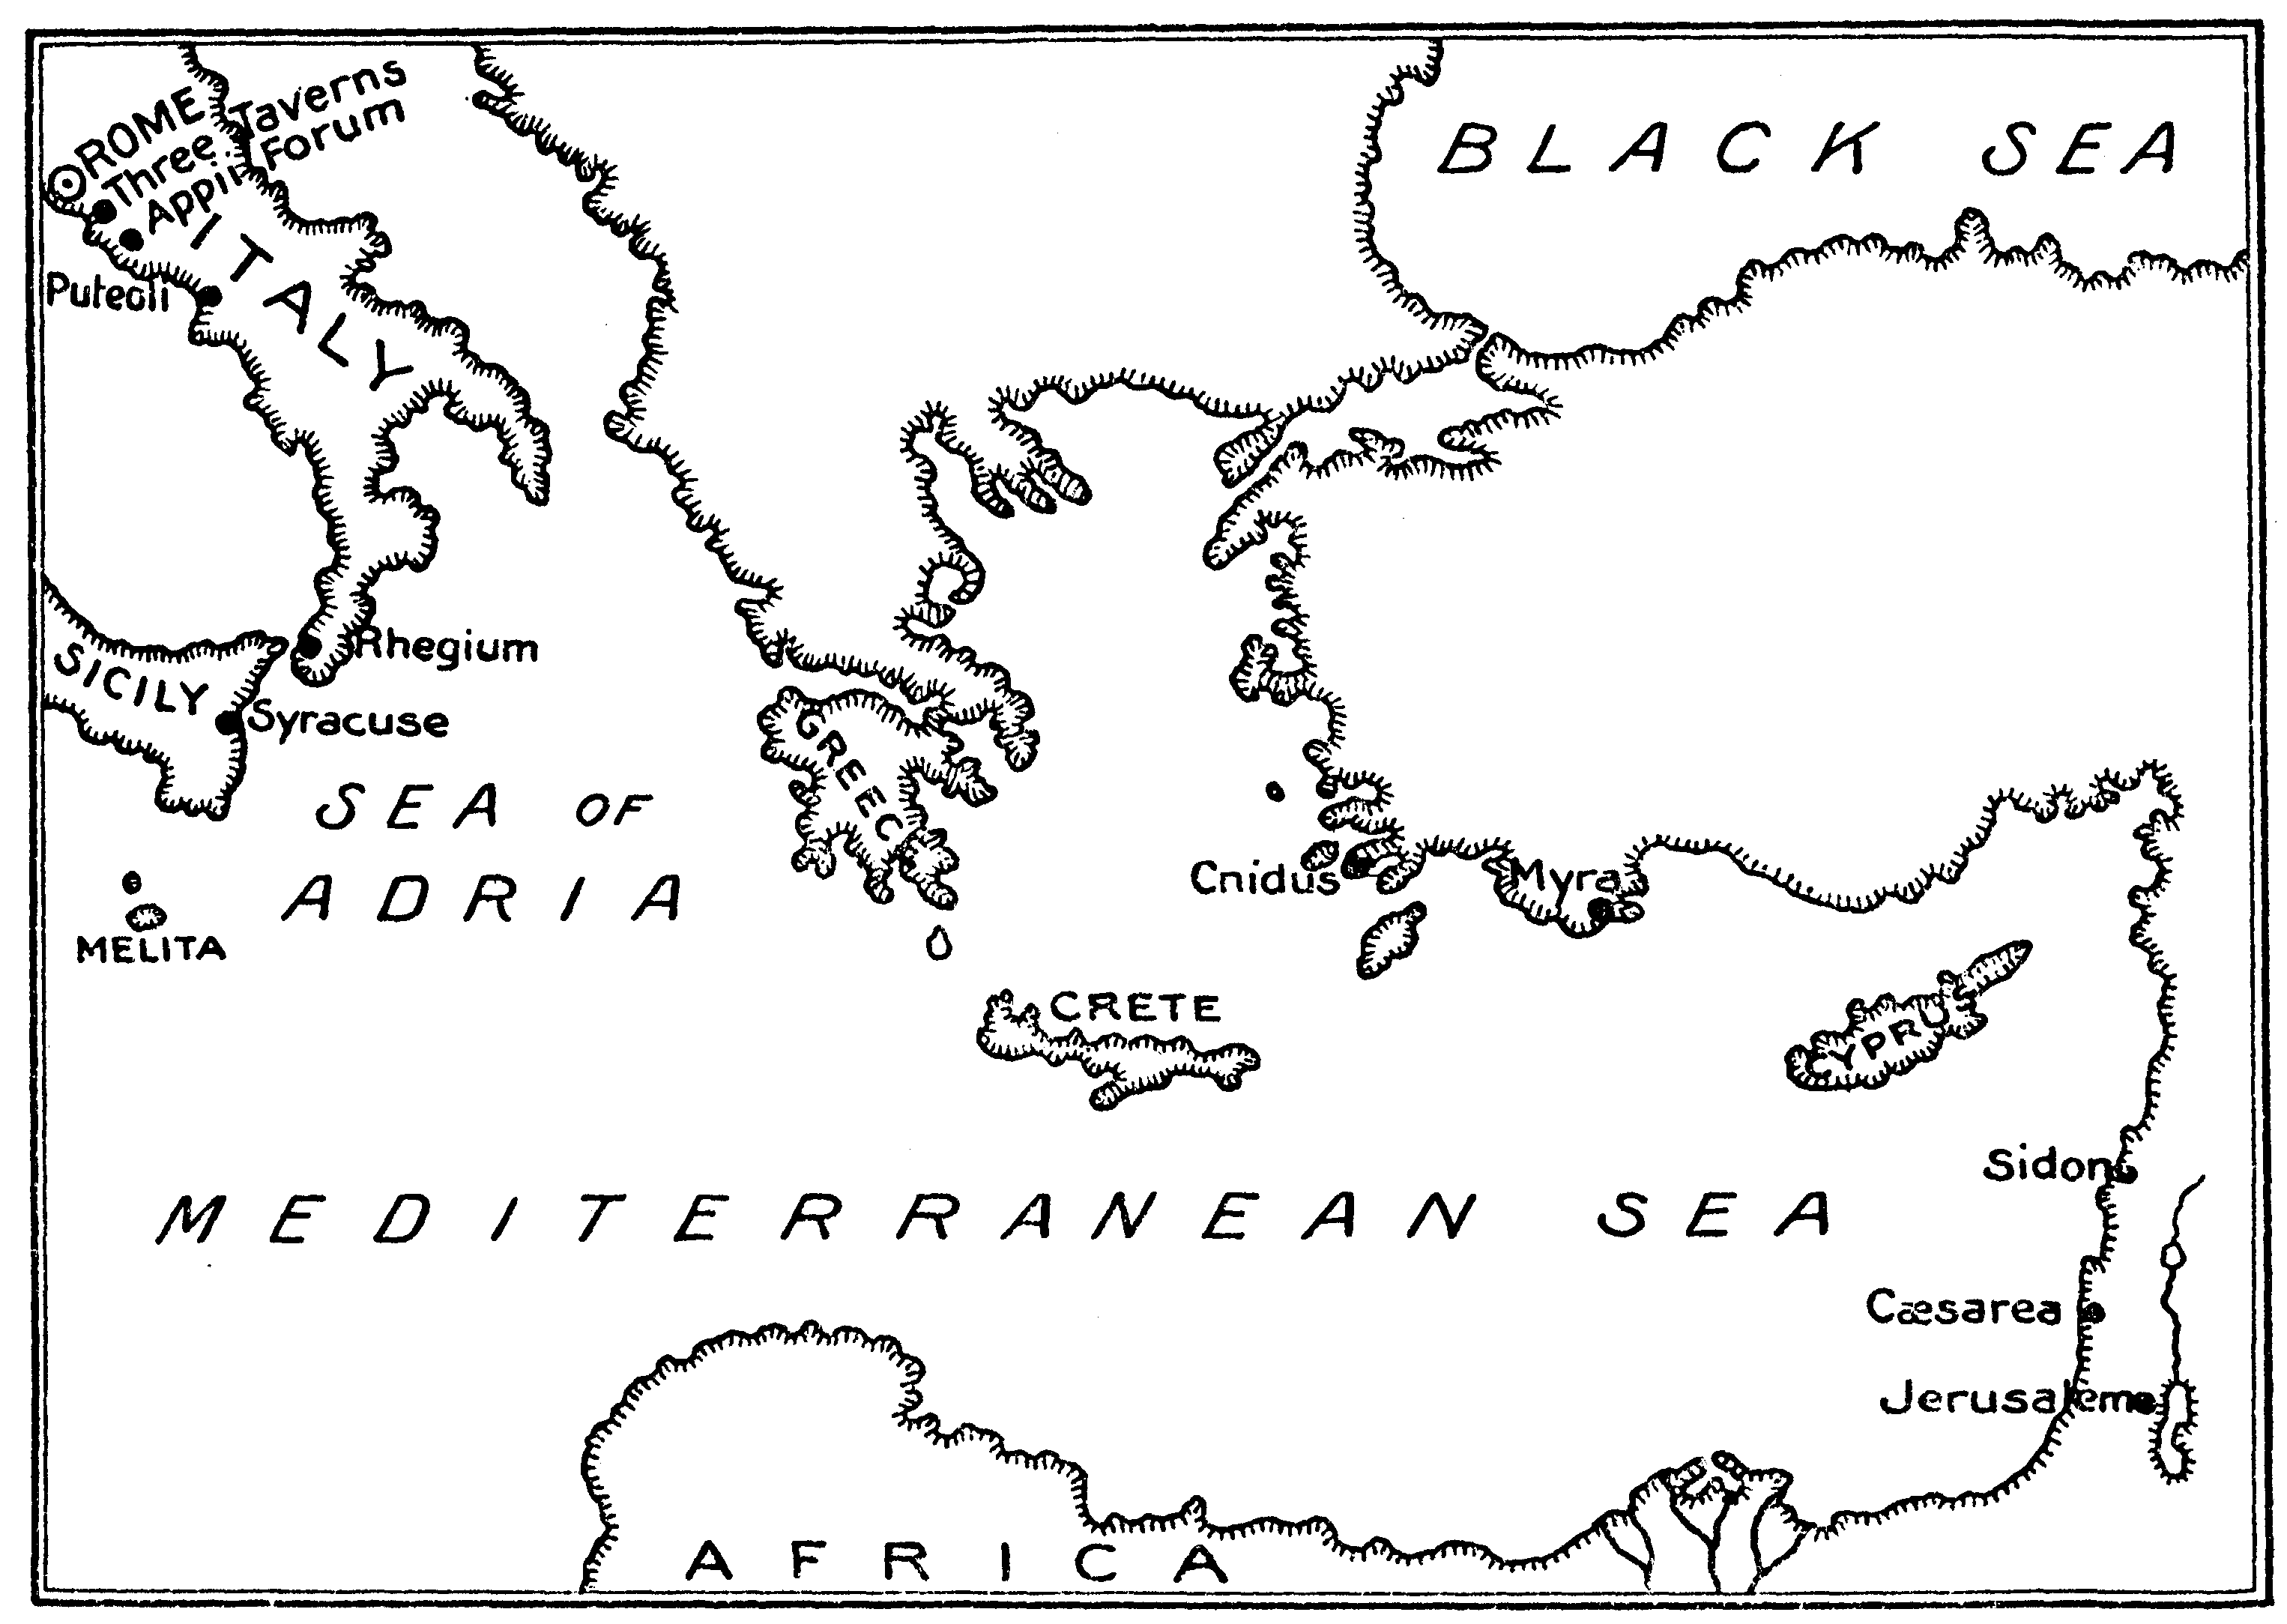 ROME
Three Taverns
Appii Forum
ITALY
Puteoli
BLACK SEA
Rhegium
SICILY
Syracuse
GREECE
SEA OF
ADRIA
MELITA
Cnidus
Myra
CRETE
CYPRUS
Sidon
MEDITERRANEAN SEA
Cæsarea
Jerusalem
AFRICA